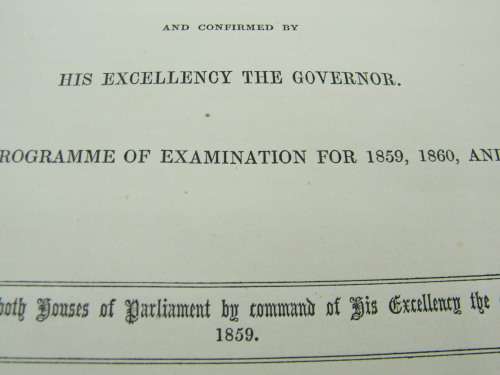 AND CONFIRMED BY
HIS EXCELLENCY THE GOVERNOR.
ROGRAMME OF EXAMINATION FOR 1859, 1860, AND
both Houses of Parliament by command of His Excellency the
1859.